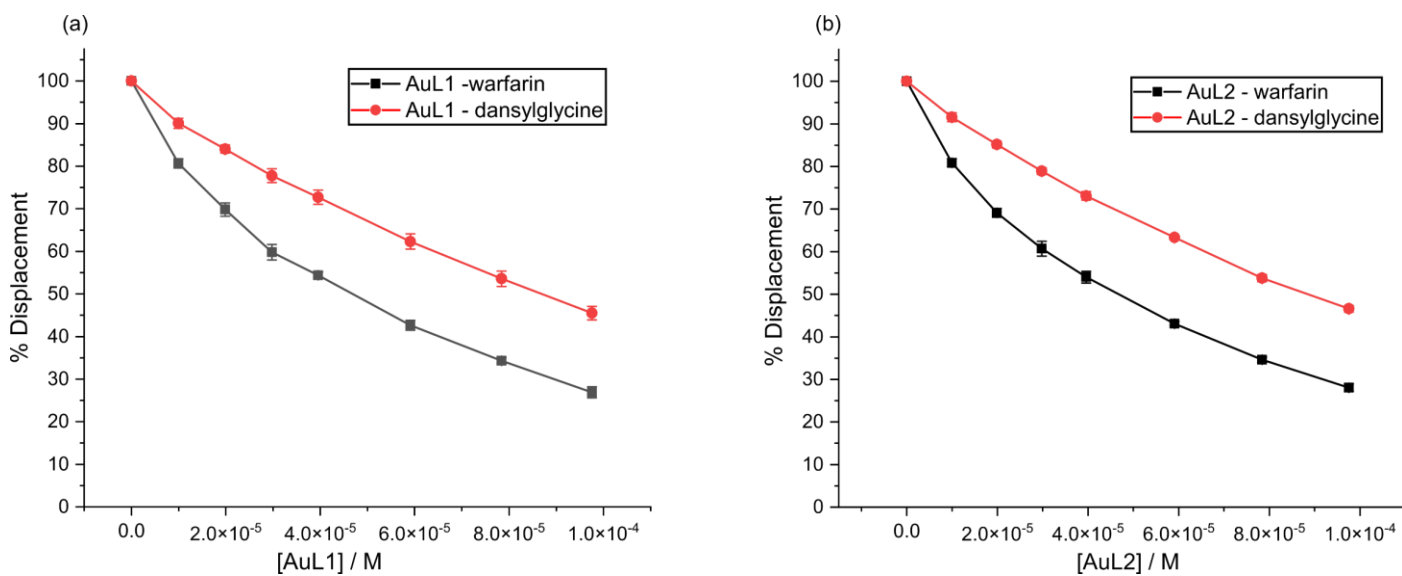 (a)
AuL1 -warfarin
AuL1 - dansylglycine
% Displacement
100
90
80
70
60
50
40
30
20
10
0
0.0 2.0×10⁻⁵ 4.0×10⁻⁵ 6.0×10⁻⁵ 8.0×10⁻⁵ 1.0×10⁻⁴
[AuL1] / M
(b)
AuL2 - warfarin
AuL2 - dansylglycine
% Displacement
100
90
80
70
60
50
40
30
20
10
0
0.0 2.0×10⁻⁵ 4.0×10⁻⁵ 6.0×10⁻⁵ 8.0×10⁻⁵ 1.0×10⁻⁴
[AuL2] / M